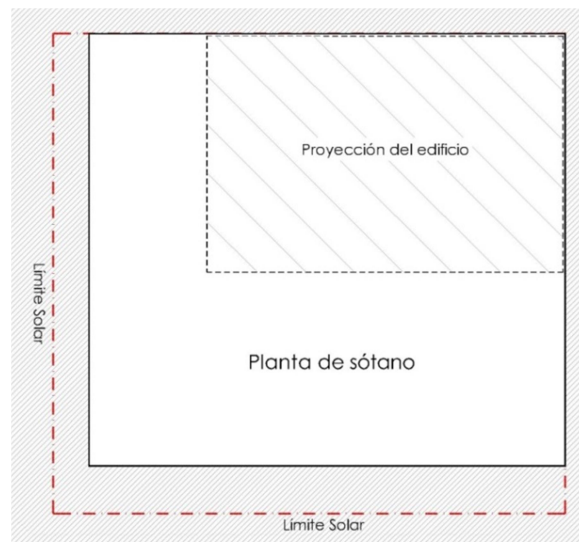 Proyección del edificio
Límite Solar
Planta de sótano
Límite Solar